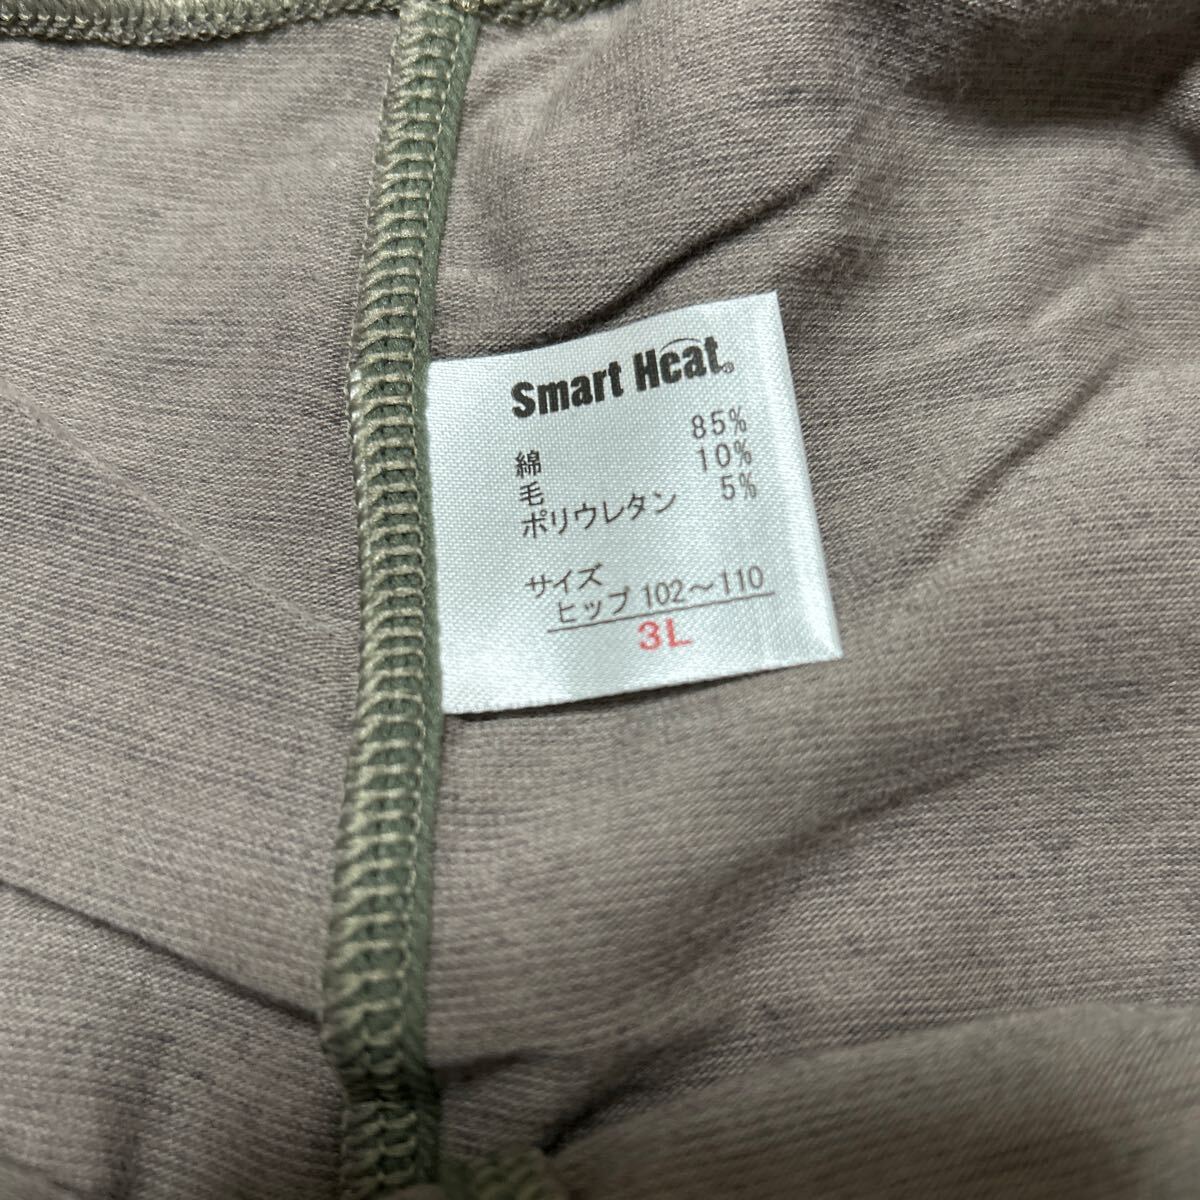 Smart Heat®
綿 85%
毛 10%
ポリウレタン 5%
サイズ
ヒップ 102～110
3L